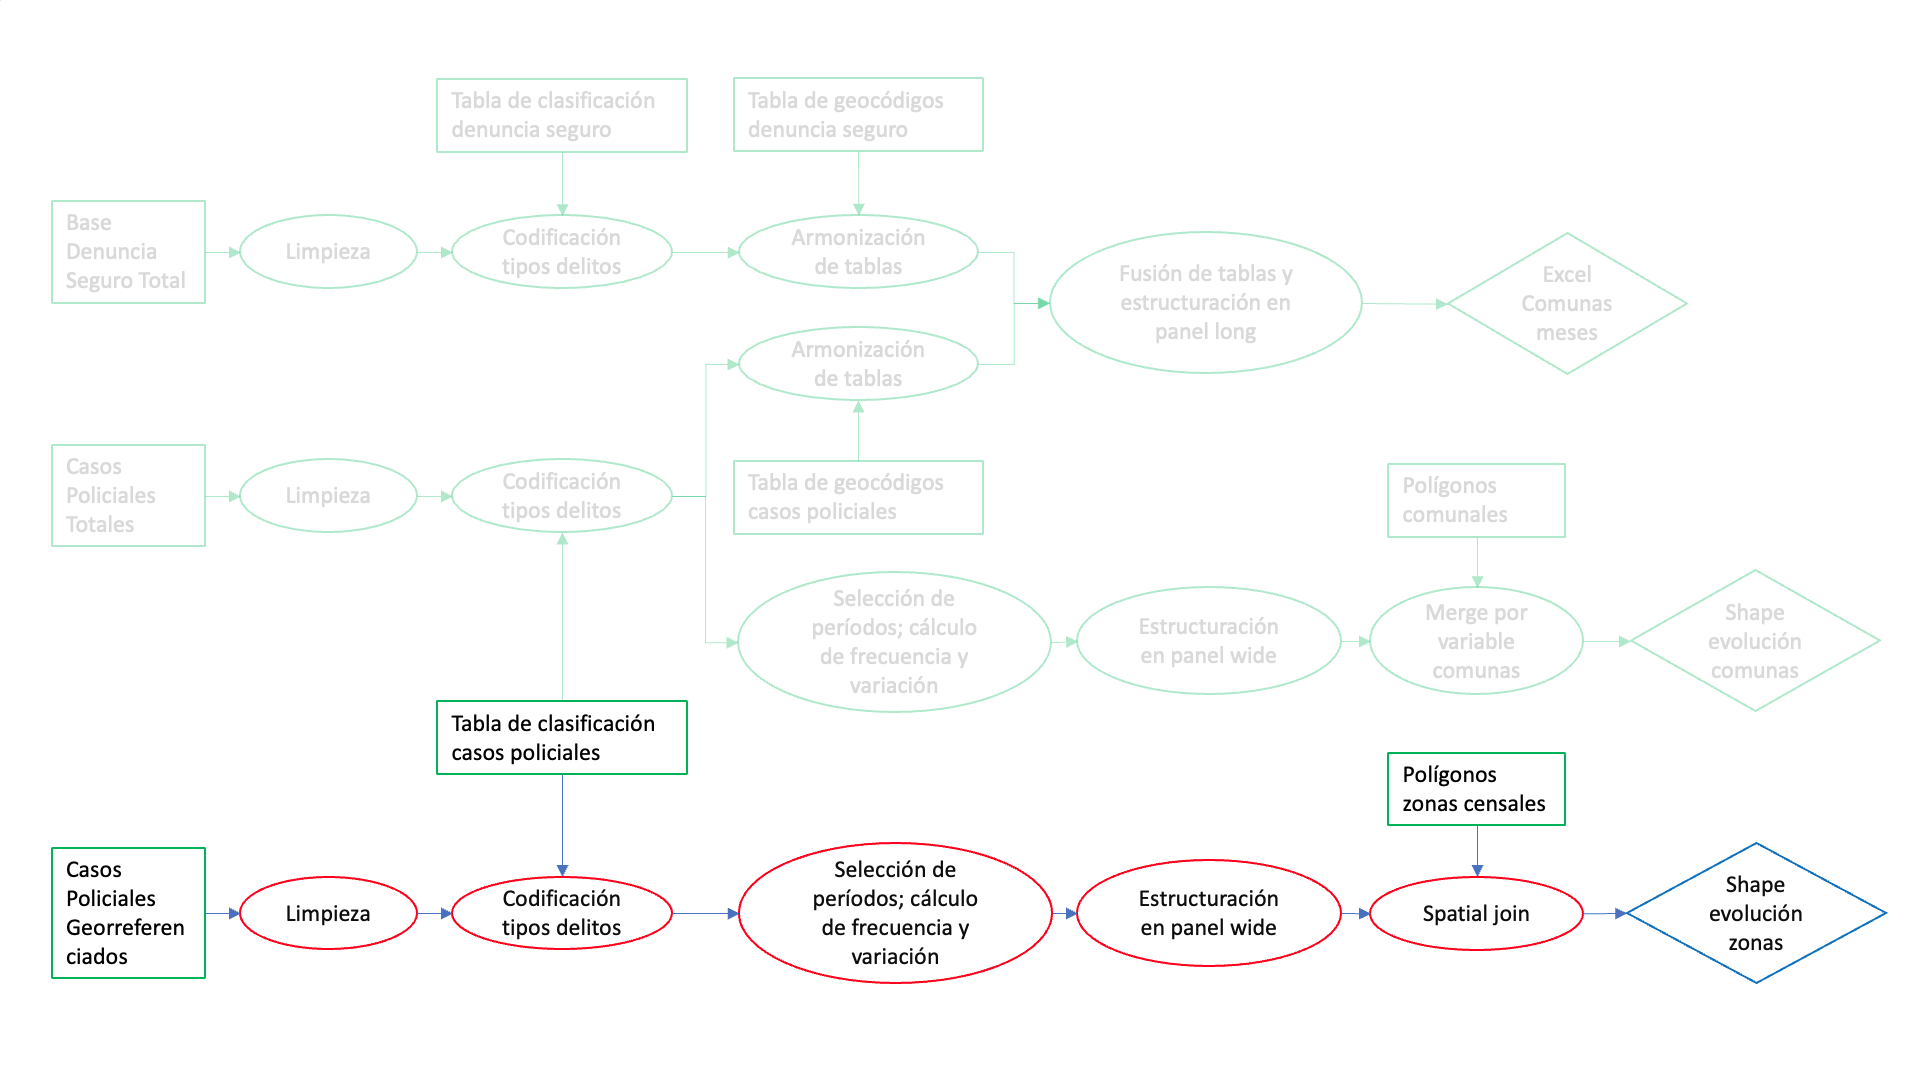 Tabla de clasificación
denuncia seguro
Tabla de geocódigos
denuncia seguro
Base
Denuncia
Seguro Total
Limpieza
Codificación
tipos delitos
Armonización
de tablas
Fusión de tablas y
estructuración en
panel long
Excel
Comunas
meses
Armonización
de tablas
Casos
Policiales
Totales
Limpieza
Codificación
tipos delitos
Tabla de geocódigos
casos policiales
Polígonos
comunales
Selección de
períodos; cálculo
de frecuencia y
variación
Estructuración
en panel wide
Merge por
variable
comunas
Shape
evolución
comunas
Tabla de clasificación
casos policiales
Polígonos
zonas censales
Casos
Policiales
Georreferen
ciados
Limpieza
Codificación
tipos delitos
Selección de
períodos; cálculo
de frecuencia y
variación
Estructuración
en panel wide
Spatial join
Shape
evolución
zonas